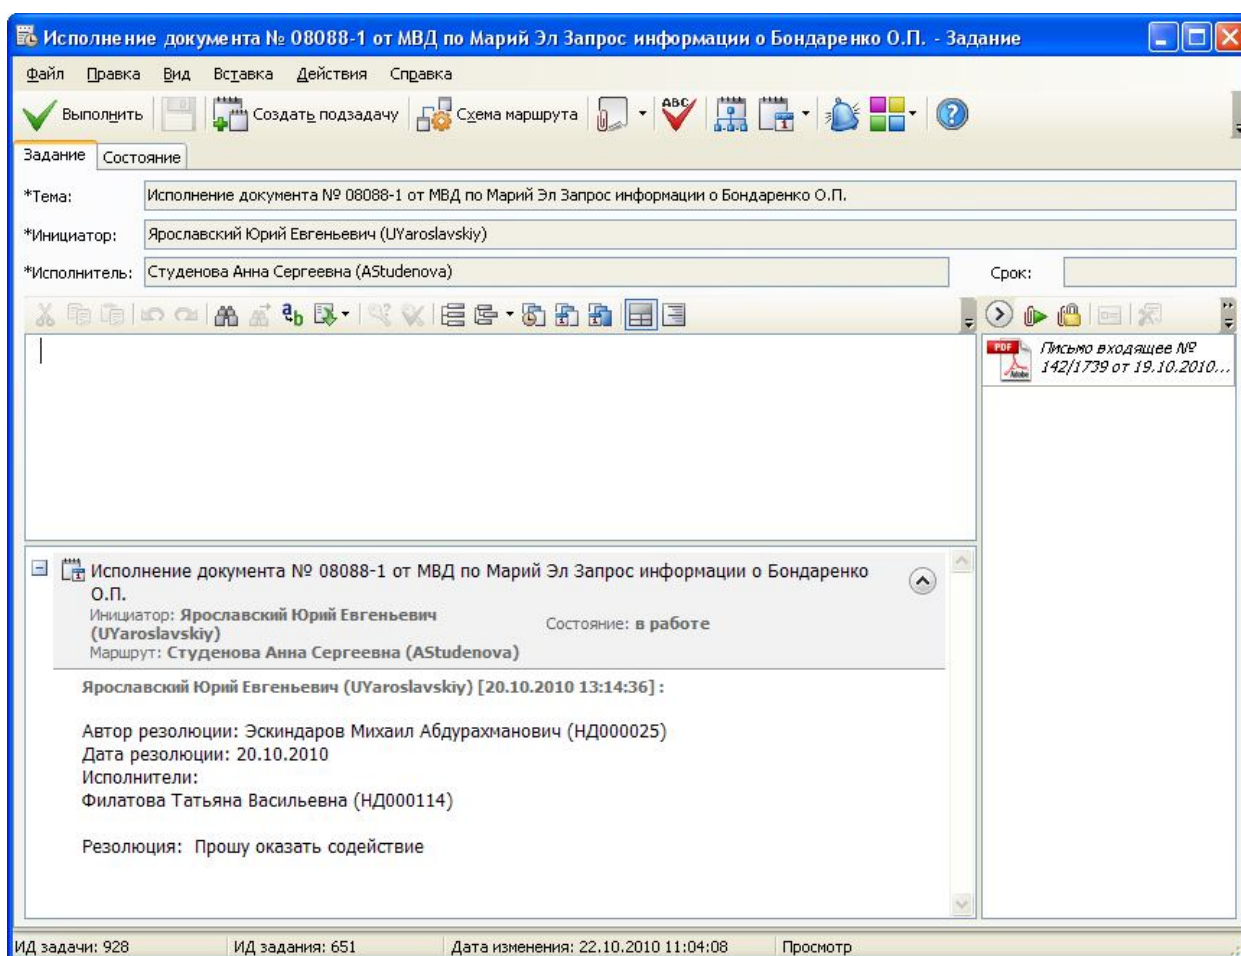 Исполнение документа № 08088-1 от МВД по Марий Эл Запрос информации о Бондаренко О.П. - Задание
Файл Правка Вид Вставка Действия Справка
Выполнить Создать подзадачу Схема маршрута ABC
Задание Состояние
*Тема: Исполнение документа № 08088-1 от МВД по Марий Эл Запрос информации о Бондаренко О.П.
*Инициатор: Ярославский Юрий Евгеньевич (UYaroslavskiy)
*Исполнитель: Студенова Анна Сергеевна (AStudenova) Срок:
PDF Adobe Письмо входящее №
142/1739 от 19.10.2010...
Исполнение документа № 08088-1 от МВД по Марий Эл Запрос информации о Бондаренко
О.П.
Инициатор: Ярославский Юрий Евгеньевич
(UYaroslavskiy)
Состояние: в работе
Маршрут: Студенова Анна Сергеевна (AStudenova)
Ярославский Юрий Евгеньевич (UYaroslavskiy) [20.10.2010 13:14:36] :
Автор резолюции: Эскиндаров Михаил Абдурахманович (НД000025)
Дата резолюции: 20.10.2010
Исполнители:
Филатова Татьяна Васильевна (НД000114)
Резолюция: Прошу оказать содействие
ИД задачи: 928 ИД задания: 651 Дата изменения: 22.10.2010 11:04:08 Просмотр